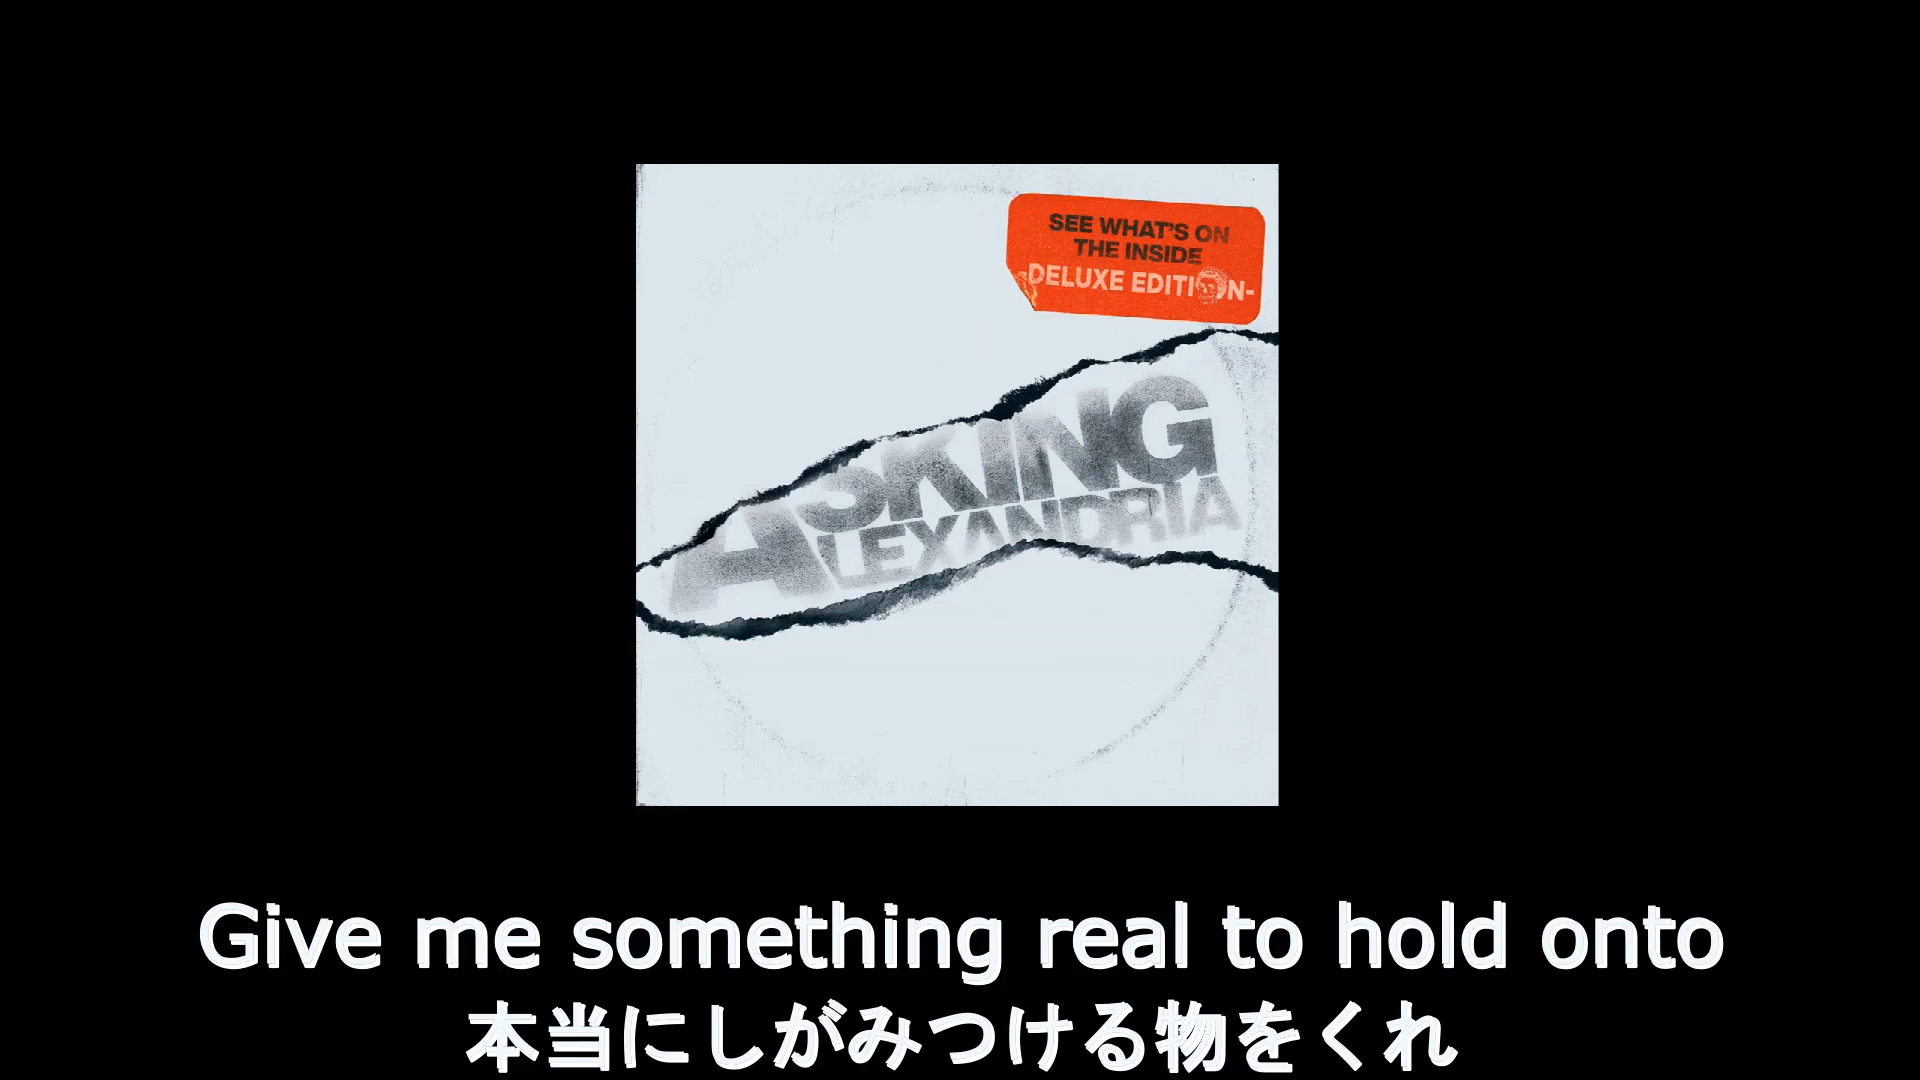 SEE WHAT'S ON
THE INSIDE
-DELUXE EDITION-
ASKING
ALEXANDRIA
Give me something real to hold onto
本当にしがみつける物をくれ